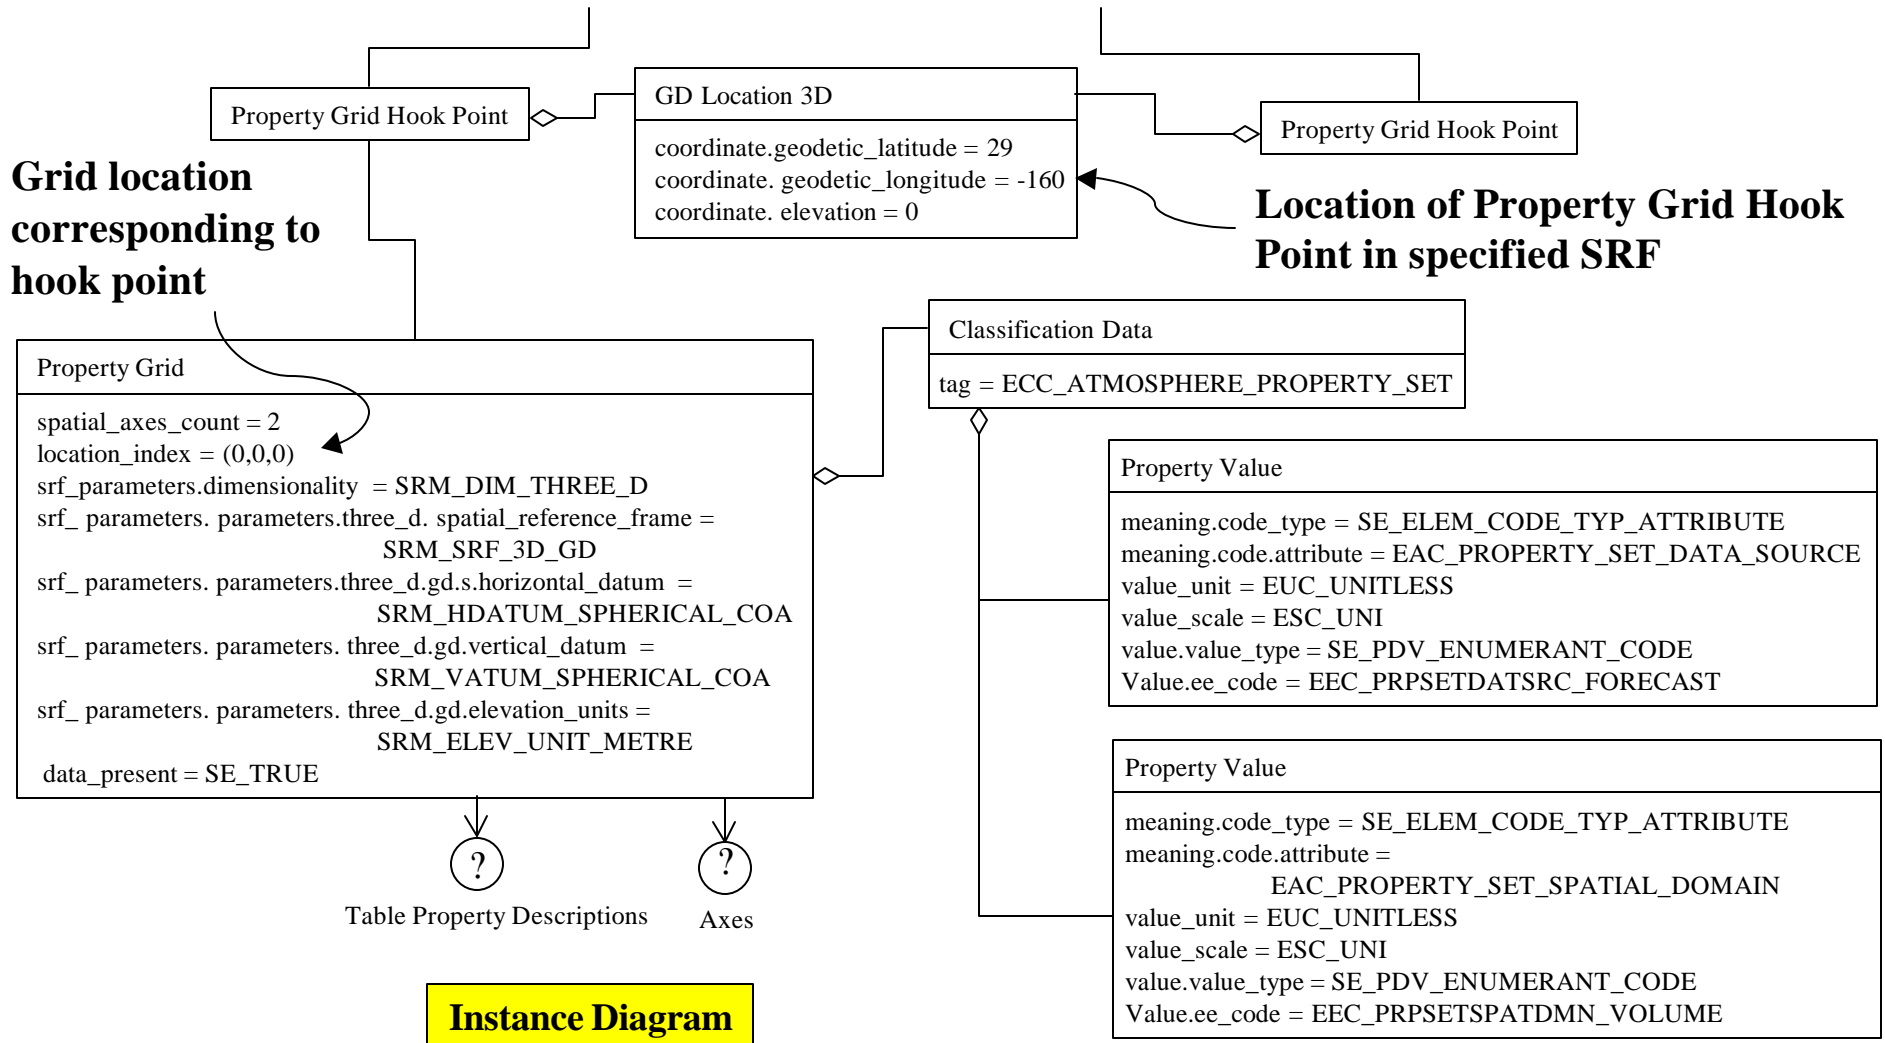 Property Grid Hook Point
GD Location 3D
coordinate.geodetic_latitude = 29
coordinate. geodetic_longitude = -160
coordinate. elevation = 0
Property Grid Hook Point
Grid location
corresponding to
hook point
Location of Property Grid Hook
Point in specified SRF
Property Grid
spatial_axes_count = 2
location_index = (0,0,0)
srf_parameters.dimensionality = SRM_DIM_THREE_D
srf_ parameters. parameters.three_d. spatial_reference_frame =
SRM_SRF_3D_GD
srf_ parameters. parameters.three_d.gd.s.horizontal_datum =
SRM_HDATUM_SPHERICAL_COA
srf_ parameters. parameters. three_d.gd.vertical_datum =
SRM_VATUM_SPHERICAL_COA
srf_ parameters. parameters. three_d.gd.elevation_units =
SRM_ELEV_UNIT_METRE
data_present = SE_TRUE
?
Table Property Descriptions
?
Axes
Classification Data
tag = ECC_ATMOSPHERE_PROPERTY_SET
Property Value
meaning.code_type = SE_ELEM_CODE_TYP_ATTRIBUTE
meaning.code.attribute = EAC_PROPERTY_SET_DATA_SOURCE
value_unit = EUC_UNITLESS
value_scale = ESC_UNI
value.value_type = SE_PDV_ENUMERANT_CODE
Value.ee_code = EEC_PRPSETDATSRC_FORECAST
Property Value
meaning.code_type = SE_ELEM_CODE_TYP_ATTRIBUTE
meaning.code.attribute =
EAC_PROPERTY_SET_SPATIAL_DOMAIN
value_unit = EUC_UNITLESS
value_scale = ESC_UNI
value.value_type = SE_PDV_ENUMERANT_CODE
Value.ee_code = EEC_PRPSETSPATDMN_VOLUME
Instance Diagram